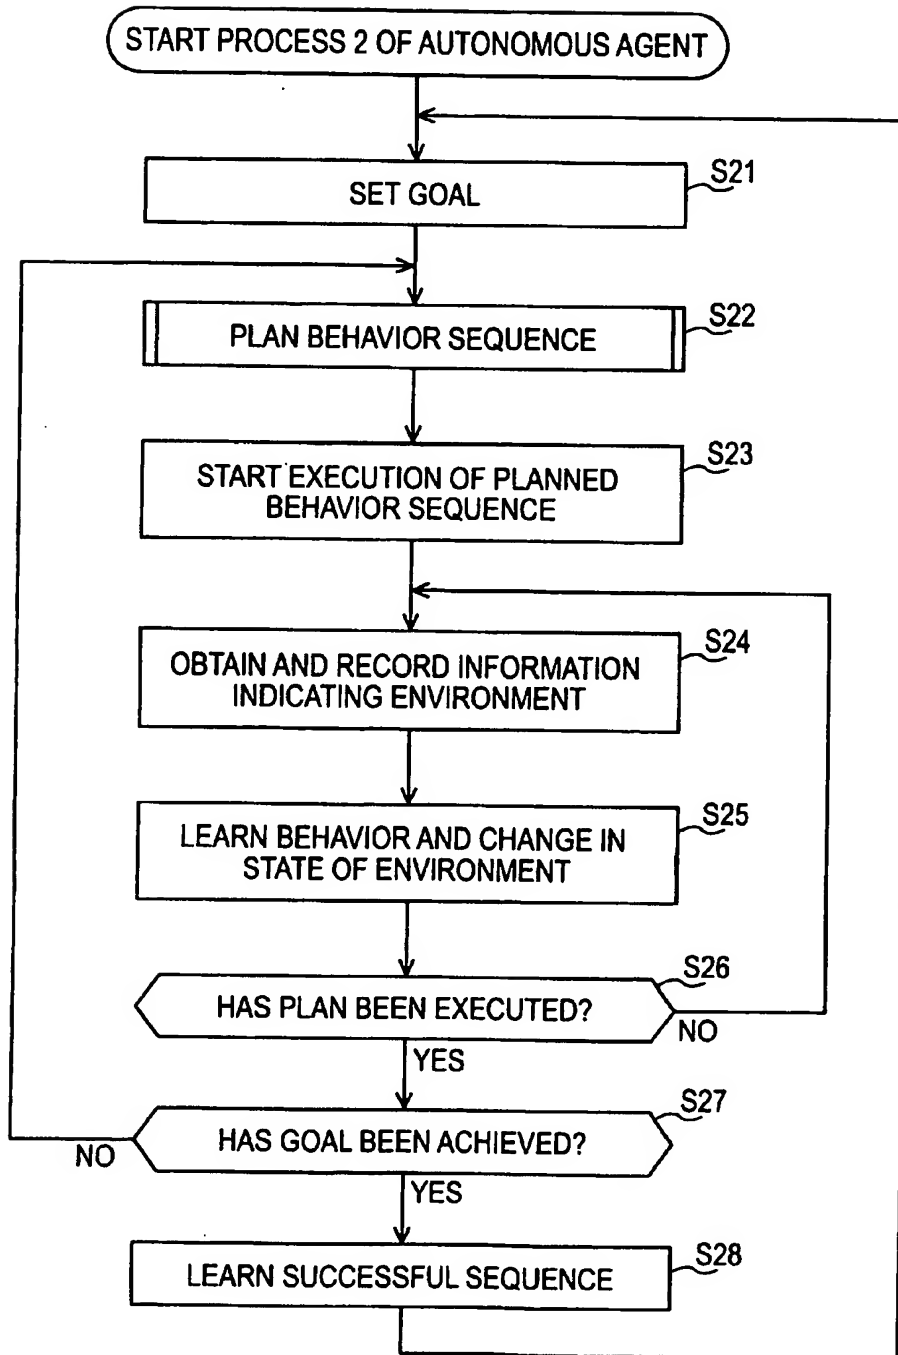 START PROCESS 2 OF AUTONOMOUS AGENT
S21
SET GOAL
S22
PLAN BEHAVIOR SEQUENCE
S23
START EXECUTION OF PLANNED
BEHAVIOR SEQUENCE
S24
OBTAIN AND RECORD INFORMATION
INDICATING ENVIRONMENT
S25
LEARN BEHAVIOR AND CHANGE IN
STATE OF ENVIRONMENT
S26
HAS PLAN BEEN EXECUTED?
NO
YES
S27
HAS GOAL BEEN ACHIEVED?
NO
YES
S28
LEARN SUCCESSFUL SEQUENCE